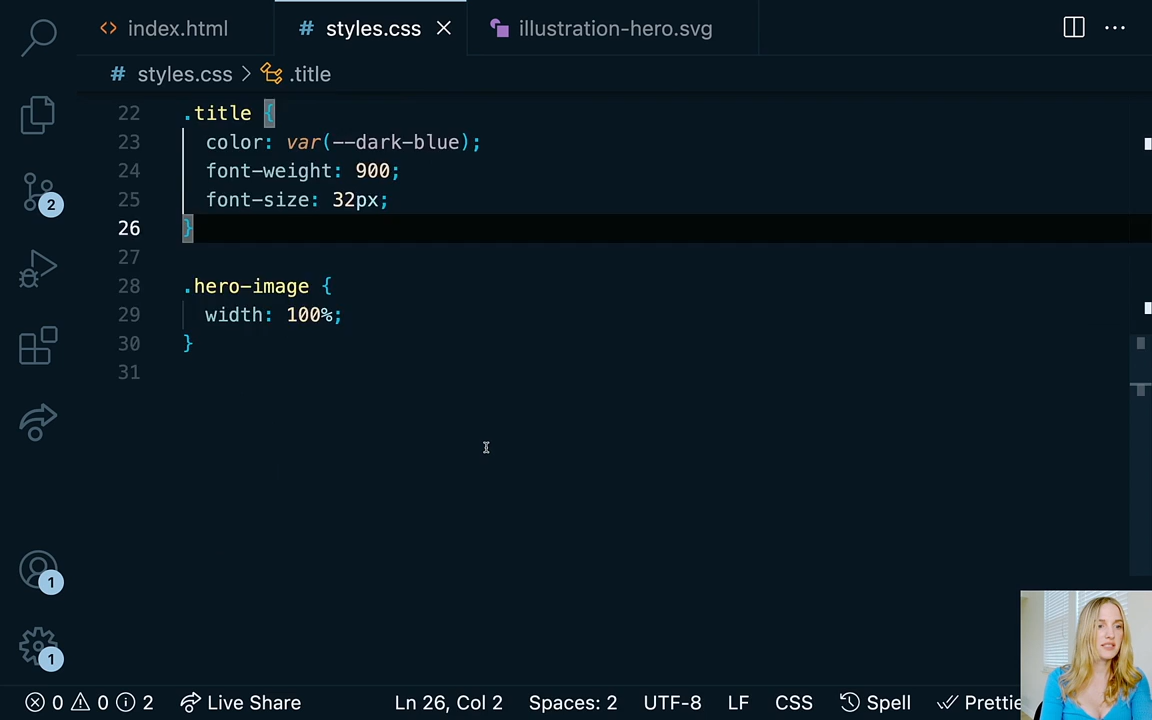 index.html
# styles.css
illustration-hero.svg
# styles.css > .title
22 .title {
23 color: var(--dark-blue);
24 font-weight: 900;
25 font-size: 32px;
26 }
27
28 .hero-image {
29 width: 100%;
30 }
31
2
1
1
0 0 2 Live Share Ln 26, Col 2 Spaces: 2 UTF-8 LF CSS Spell Prettie